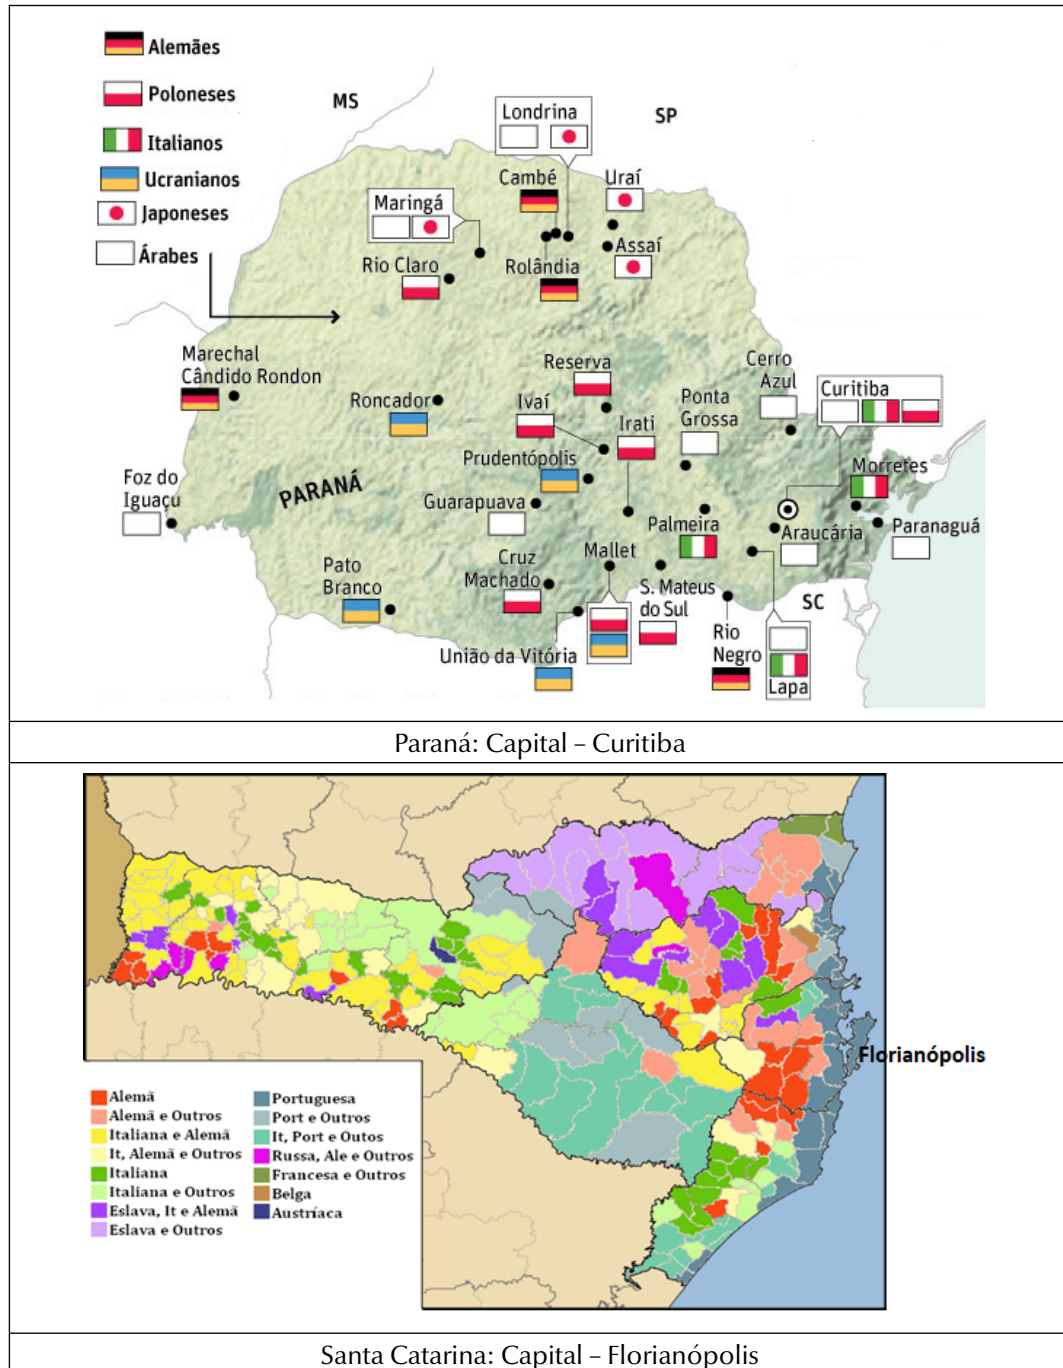 Alemães
Poloneses
Italianos
Ucranianos
Japoneses
Árabes
MS
SP
Londrina
Cambé
Uraí
Maringá
Assaí
Rio Claro
Rolândia
Marechal
Cândido Rondon
Reserva
Cerro
Azul
Curitiba
Roncador
Ivaí
Irati
Ponta
Grossa
Prudentópolis
Morretes
Foz do
Iguaçu
PARANÁ
Guarapuava
Palmeira
Araucária
Paranaguá
Pato
Branco
Cruz
Machado
Mallet
S. Mateus
do Sul
SC
Rio
Negro
União da Vitória
Lapa
Paraná: Capital – Curitiba
Florianópolis
Alemã
Alemã e Outros
Italiana e Alemã
It, Alemã e Outros
Italiana
Italiana e Outros
Eslava, It e Alemã
Eslava e Outros
Portuguesa
Port e Outros
It, Port e Outos
Russa, Ale e Outros
Francesa e Outros
Belga
Austríaca
Santa Catarina: Capital – Florianópolis